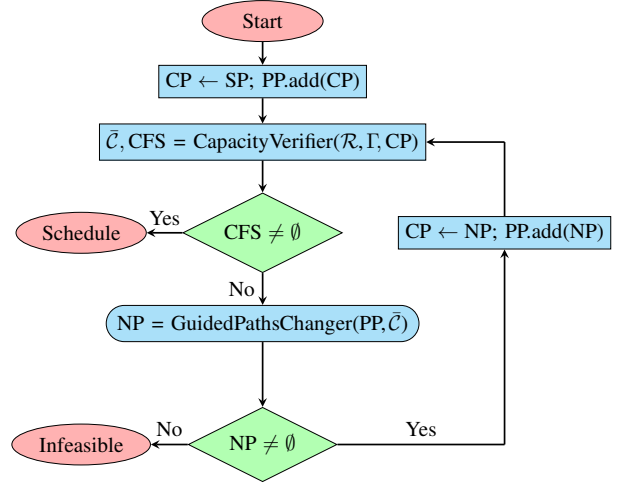 Start
CP ← SP; PP.add(CP)
𝒞̄, CFS = CapacityVerifier(ℛ, Γ, CP)
Schedule
Yes
CFS ≠ ∅
CP ← NP; PP.add(NP)
No
NP = GuidedPathsChanger(PP, 𝒞̄)
Infeasible
No
NP ≠ ∅
Yes